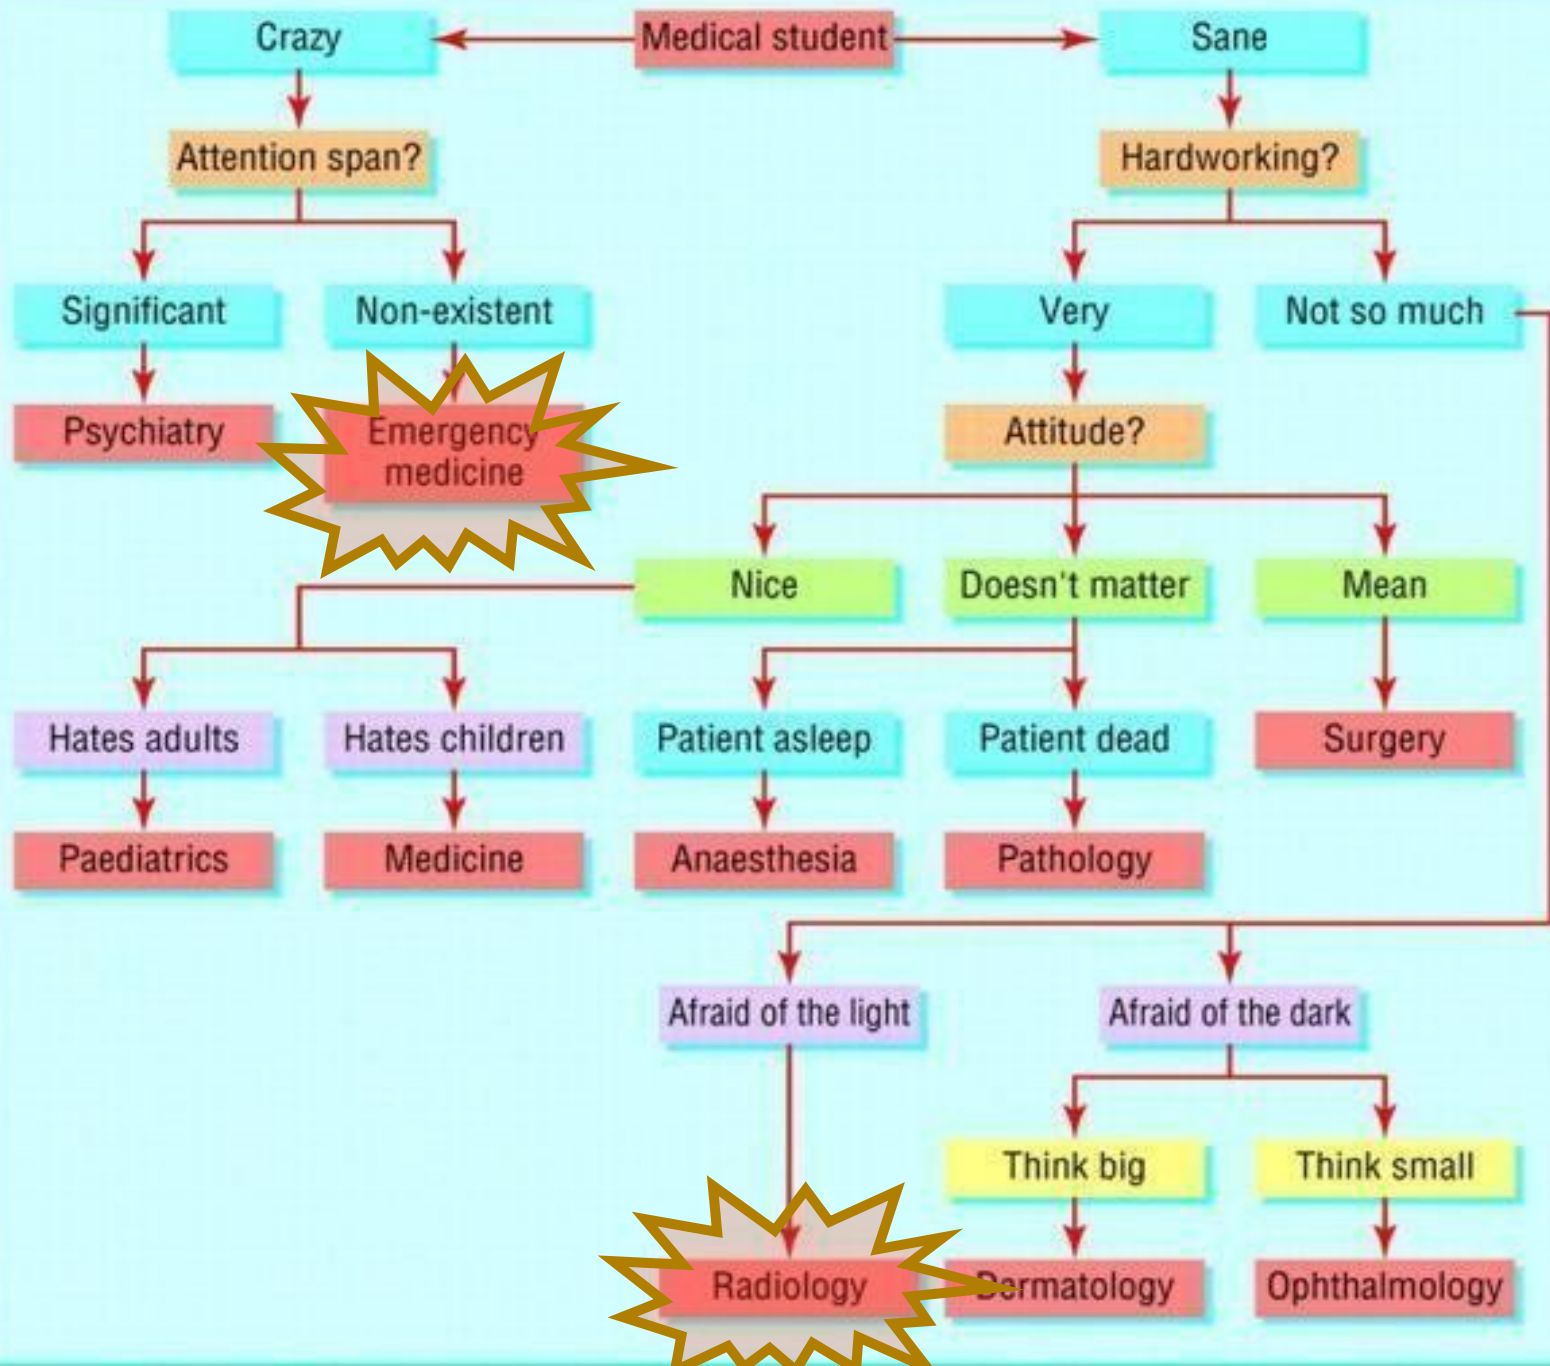 Crazy
Medical student
Sane
Attention span?
Hardworking?
Significant
Non-existent
Very
Not so much
Psychiatry
Emergency
medicine
Attitude?
Nice
Doesn't matter
Mean
Hates adults
Hates children
Patient asleep
Patient dead
Surgery
Paediatrics
Medicine
Anaesthesia
Pathology
Afraid of the light
Afraid of the dark
Think big
Think small
Radiology
Dermatology
Ophthalmology